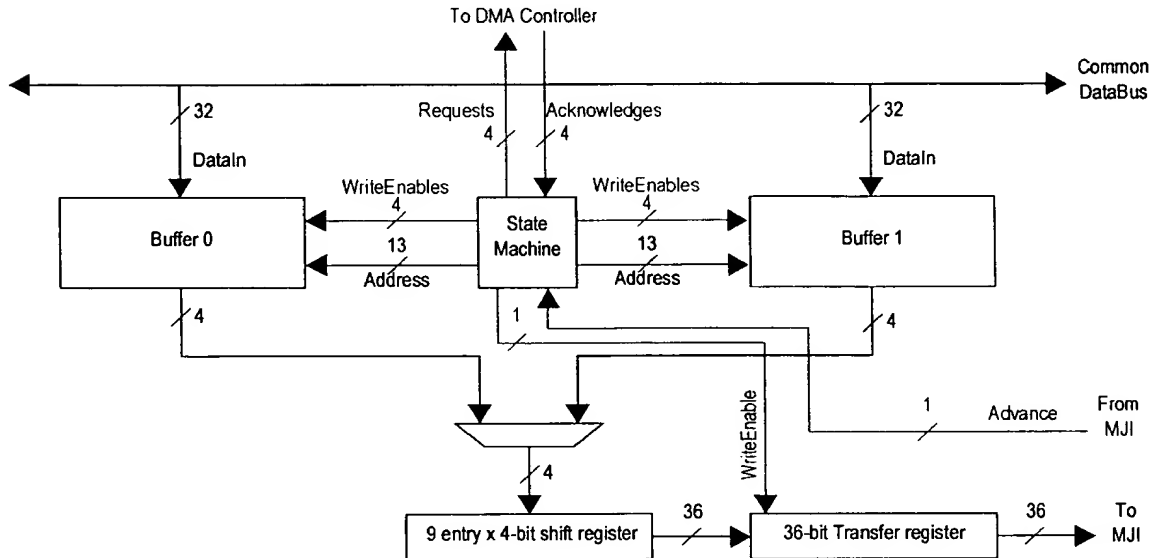 To DMA Controller
Common
DataBus
32
Requests
4
Acknowledges
4
32
DataIn
DataIn
WriteEnables
4
WriteEnables
4
Buffer 0
State
Machine
Buffer 1
13
Address
13
Address
4
1
4
1
Advance
From
MJI
WriteEnable
4
9 entry x 4-bit shift register
36
36-bit Transfer register
36
To
MJI